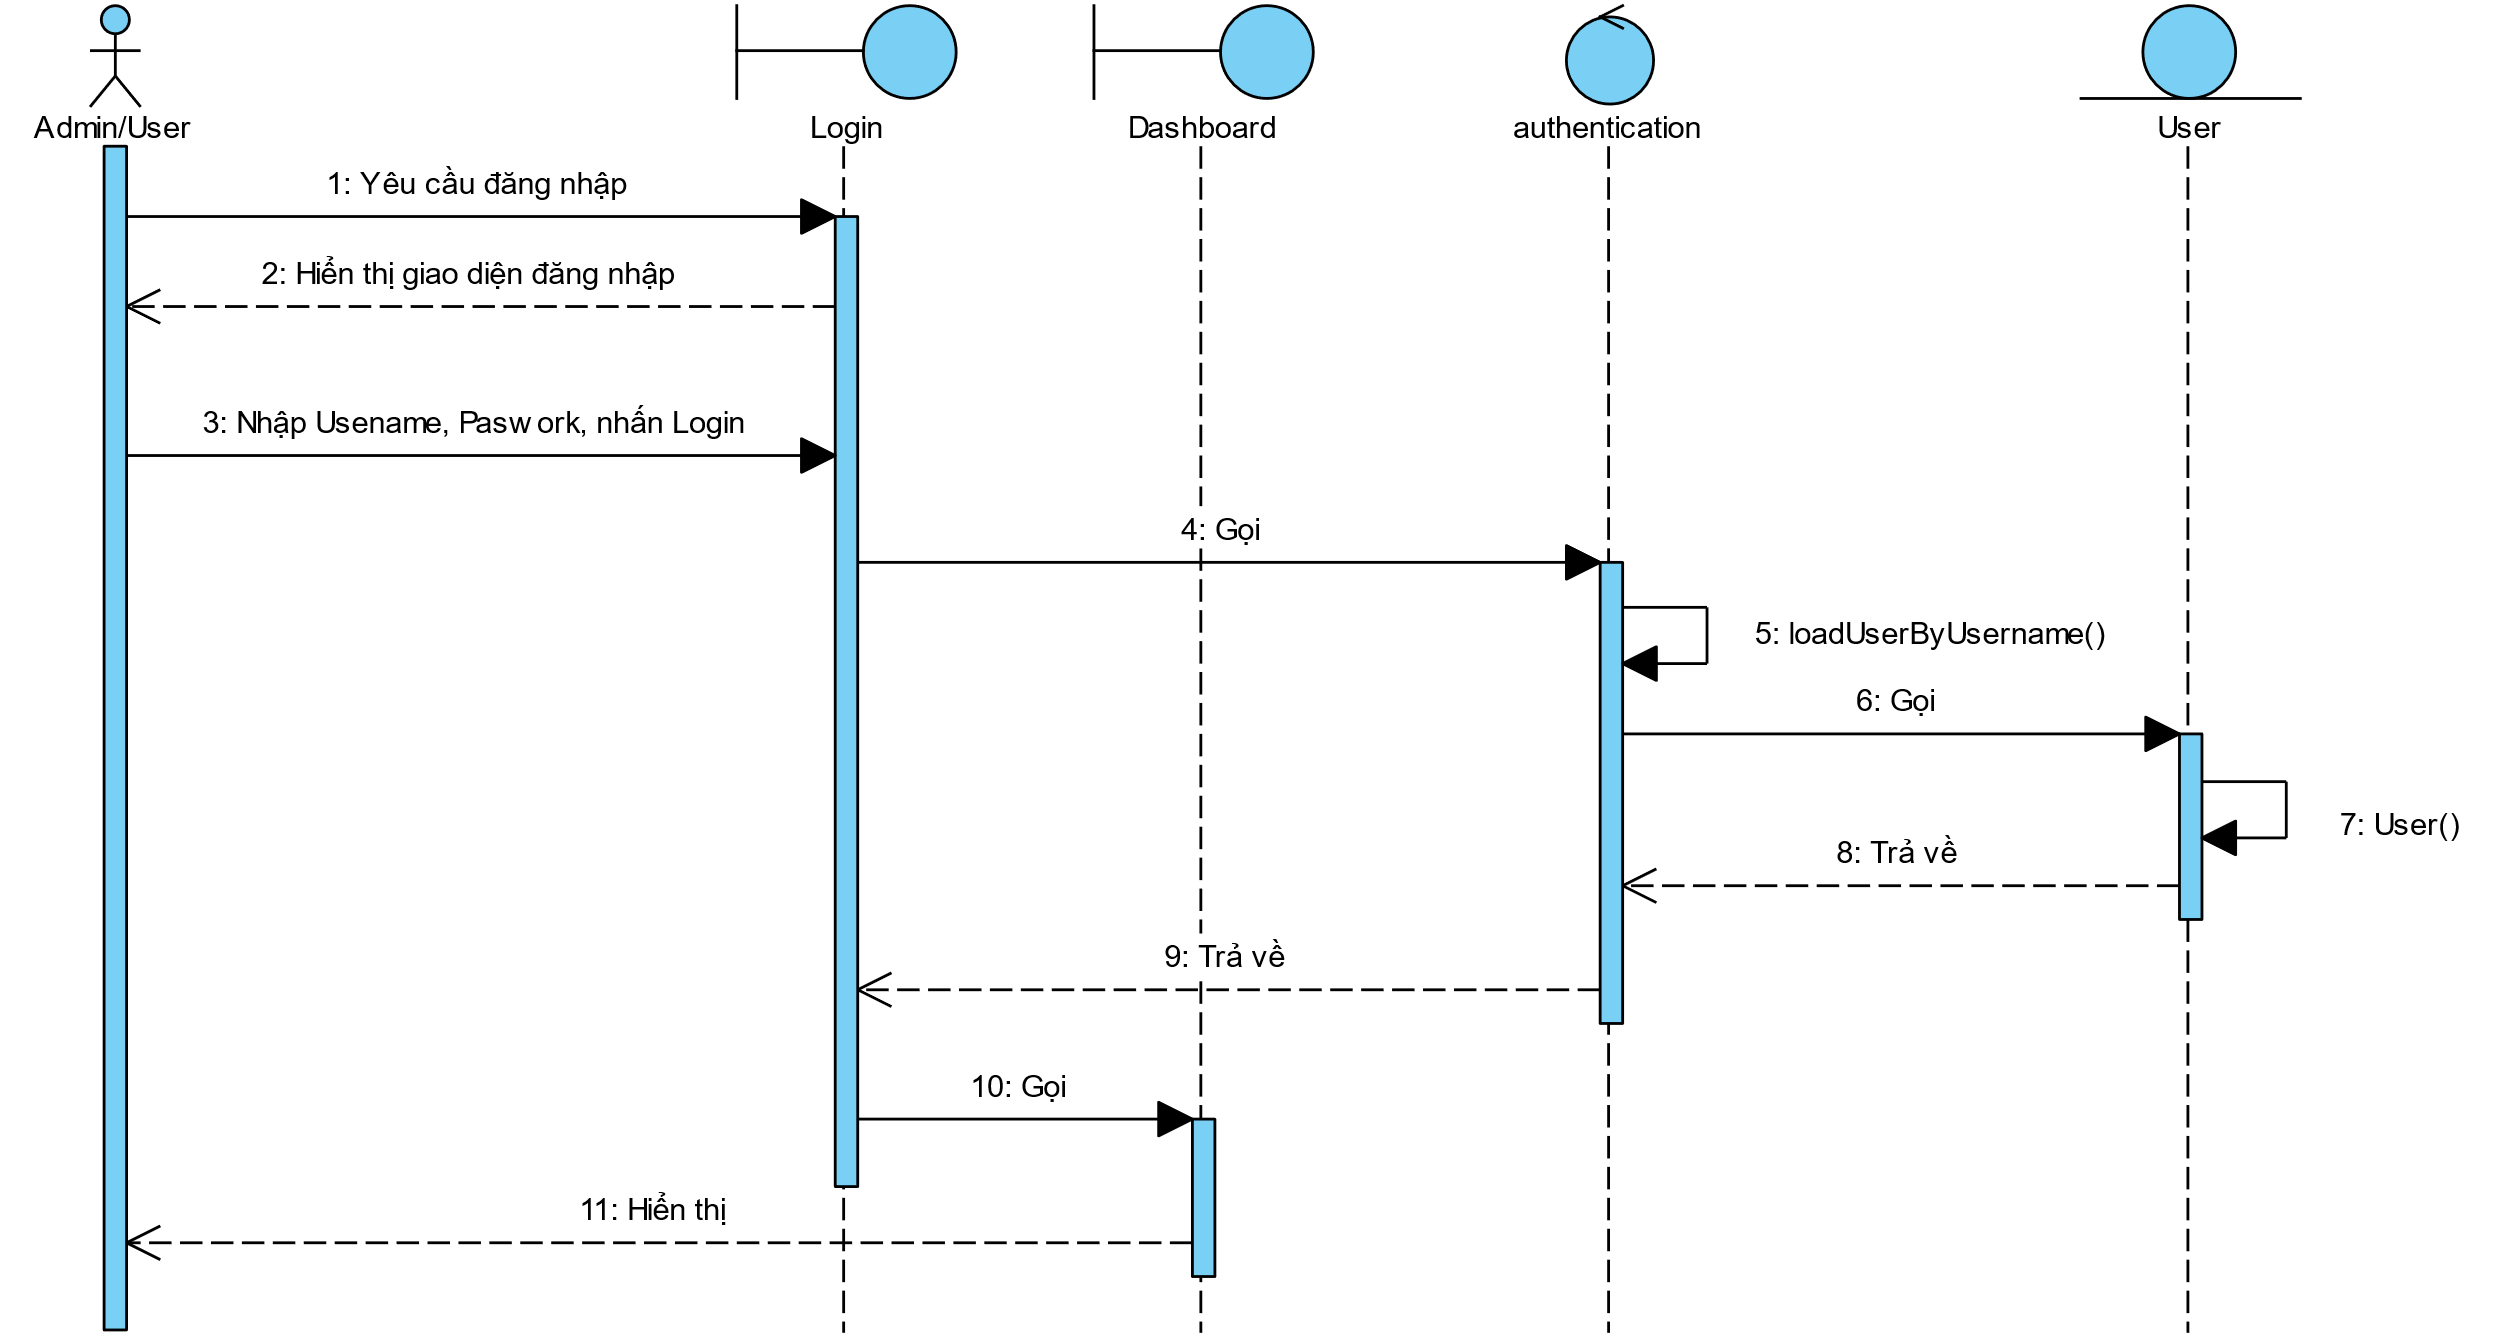 Admin/User
Login
Dashboard
authentication
User
1: Yêu cầu đăng nhập
2: Hiển thị giao diện đăng nhập
3: Nhập Usename, Paswork, nhấn Login
4: Gọi
5: loadUserByUsername()
6: Gọi
7: User()
8: Trả về
9: Trả về
10: Gọi
11: Hiển thị